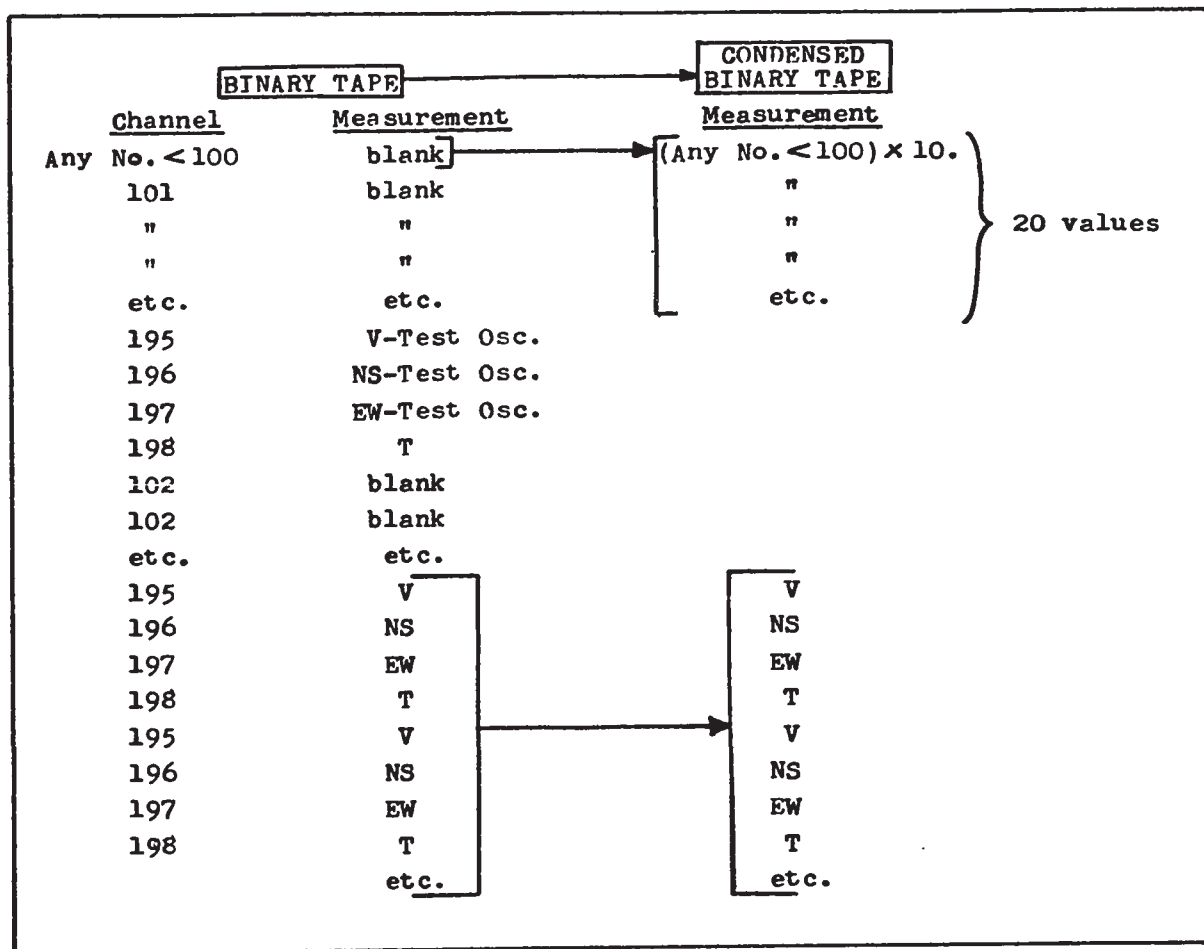 CONDENSED
BINARY TAPE BINARY TAPE
Channel Measurement Measurement
Any No. < 100 blank (Any No. < 100) × 10.
101 blank "
" " " 20 values
" " "
etc. etc. etc.
195 V-Test Osc.
196 NS-Test Osc.
197 EW-Test Osc.
198 T
102 blank
102 blank
etc. etc.
195 V V
196 NS NS
197 EW EW
198 T T
195 V V
196 NS NS
197 EW EW
198 T T
etc. etc.